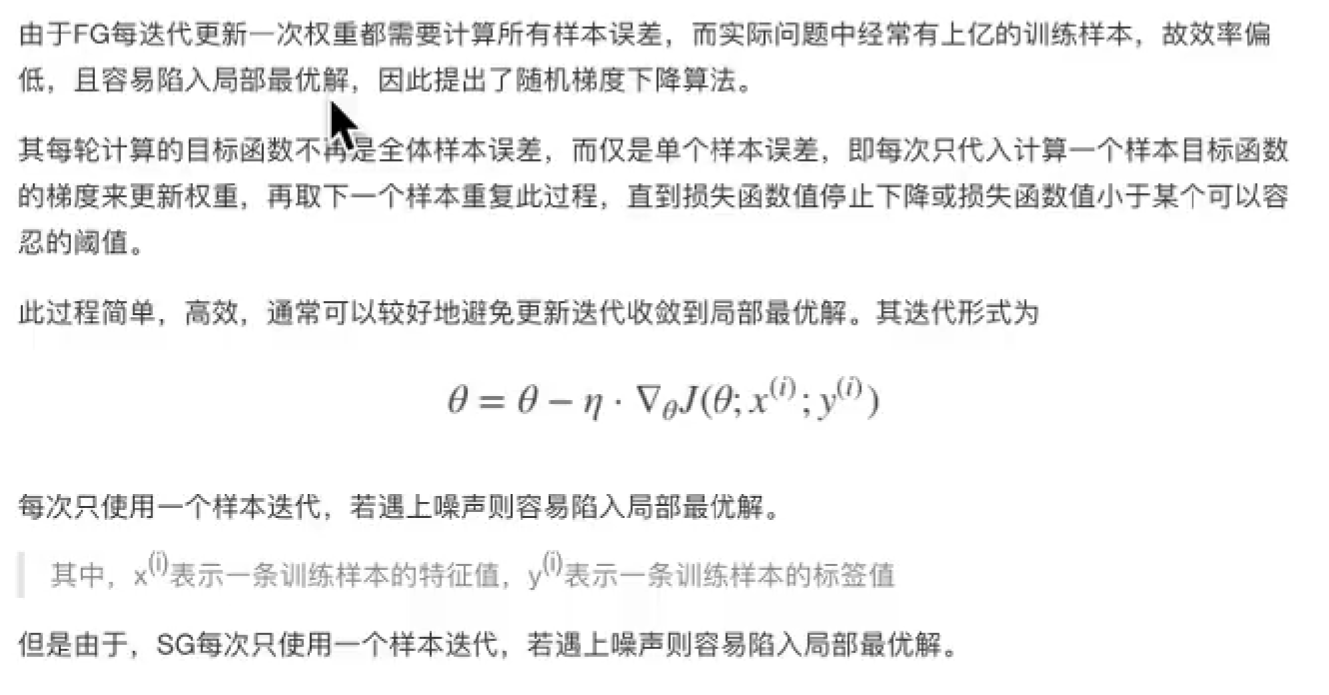 由于FG每迭代更新一次权重都需要计算所有样本误差，而实际问题中经常有上亿的训练样本，故效率偏
低，且容易陷入局部最优解，因此提出了随机梯度下降算法。
其每轮计算的目标函数不再是全体样本误差，而仅是单个样本误差，即每次只代入计算一个样本目标函数
的梯度来更新权重，再取下一个样本重复此过程，直到损失函数值停止下降或损失函数值小于某个可以容
忍的阈值。
此过程简单，高效，通常可以较好地避免更新迭代收敛到局部最优解。其迭代形式为
θ = θ − η · ∇θJ(θ; x⁽ⁱ⁾; y⁽ⁱ⁾)
每次只使用一个样本迭代，若遇上噪声则容易陷入局部最优解。
其中，x⁽ⁱ⁾表示一条训练样本的特征值，y⁽ⁱ⁾表示一条训练样本的标签值
但是由于，SG每次只使用一个样本迭代，若遇上噪声则容易陷入局部最优解。